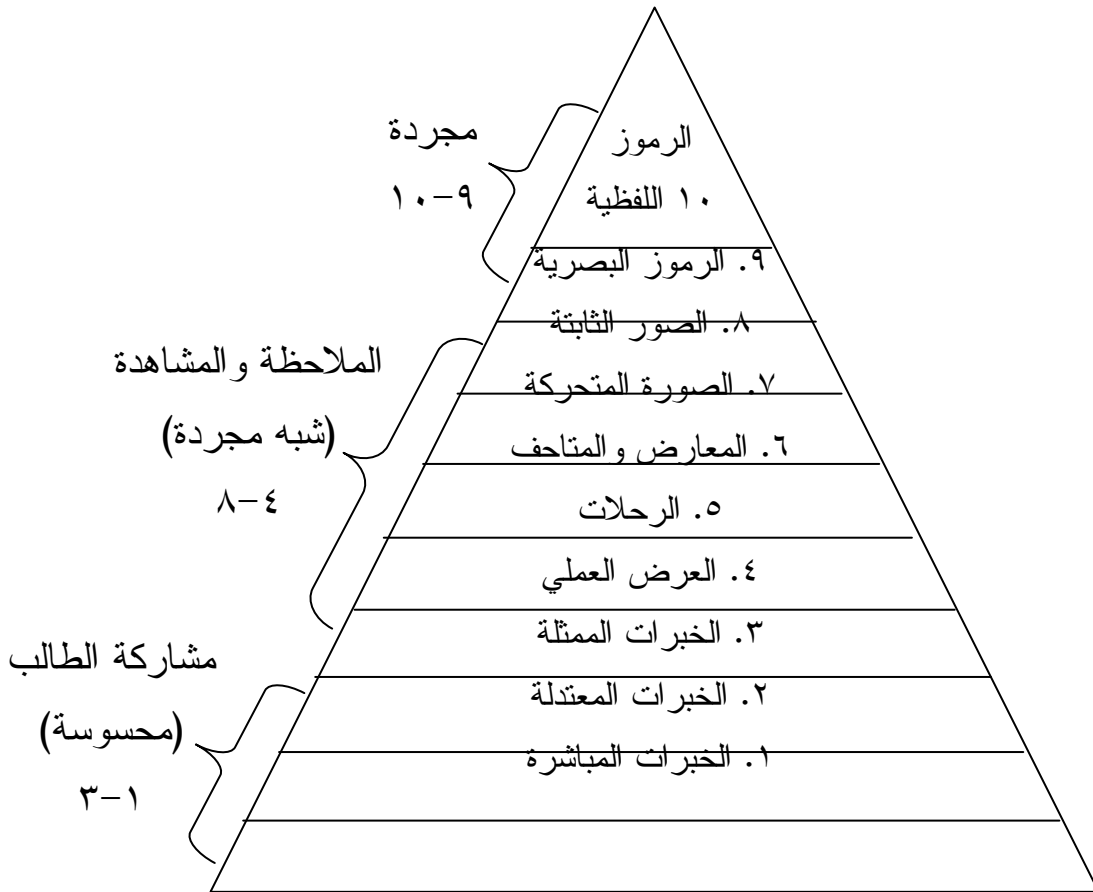 الرموز
١٠ اللفظية
٩. الرموز البصرية
٨. الصور الثابتة
٧. الصورة المتحركة
٦. المعارض والمتاحف
٥. الرحلات
٤. العرض العملي
٣. الخبرات الممثلة
٢. الخبرات المعتدلة
١. الخبرات المباشرة
مجردة
٩-١٠
الملاحظة والمشاهدة
(شبه مجردة)
٤-٨
مشاركة الطالب
(محسوسة)
١-٣